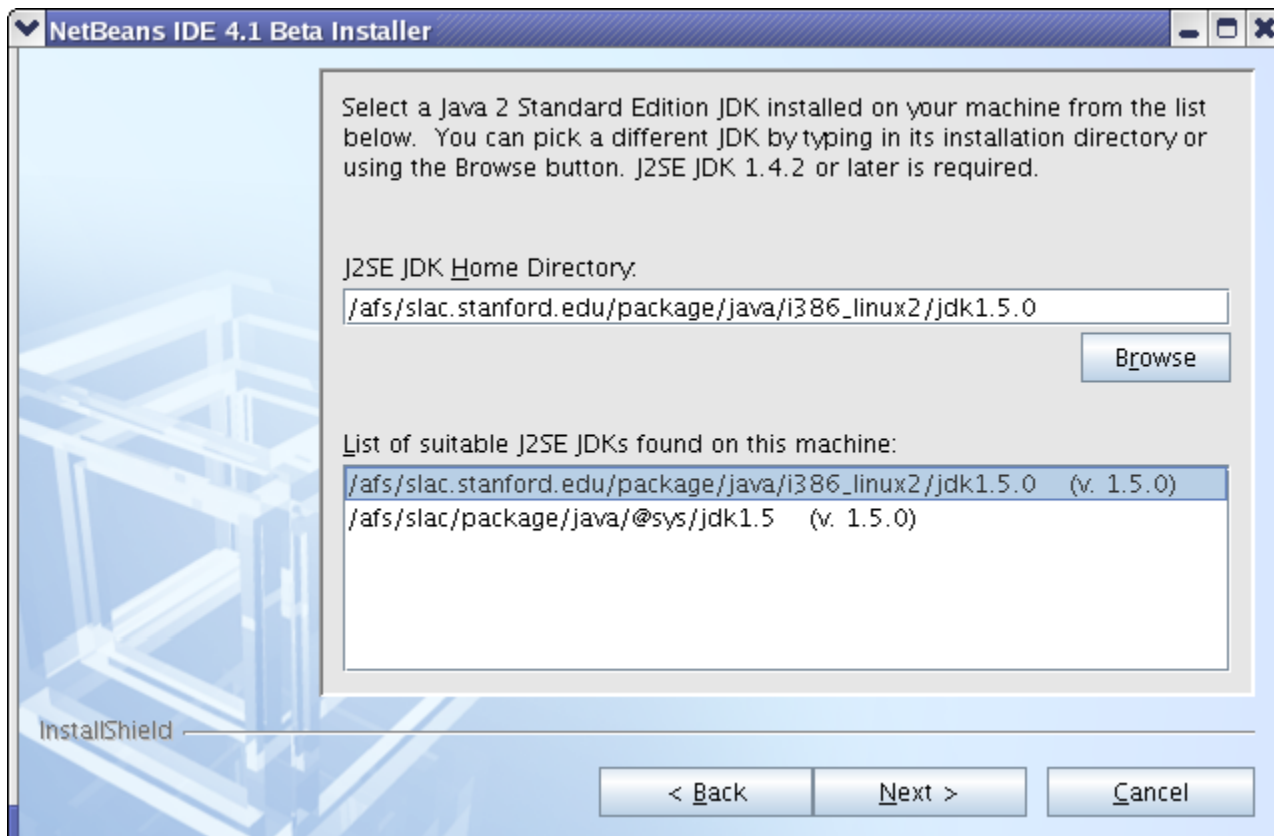 NetBeans IDE 4.1 Beta Installer
Select a Java 2 Standard Edition JDK installed on your machine from the list
below.  You can pick a different JDK by typing in its installation directory or
using the Browse button. J2SE JDK 1.4.2 or later is required.
J2SE JDK Home Directory:
/afs/slac.stanford.edu/package/java/i386_linux2/jdk1.5.0
Browse
List of suitable J2SE JDKs found on this machine:
/afs/slac.stanford.edu/package/java/i386_linux2/jdk1.5.0 (v. 1.5.0)
/afs/slac/package/java/@sys/jdk1.5 (v. 1.5.0)
InstallShield
< Back Next > Cancel